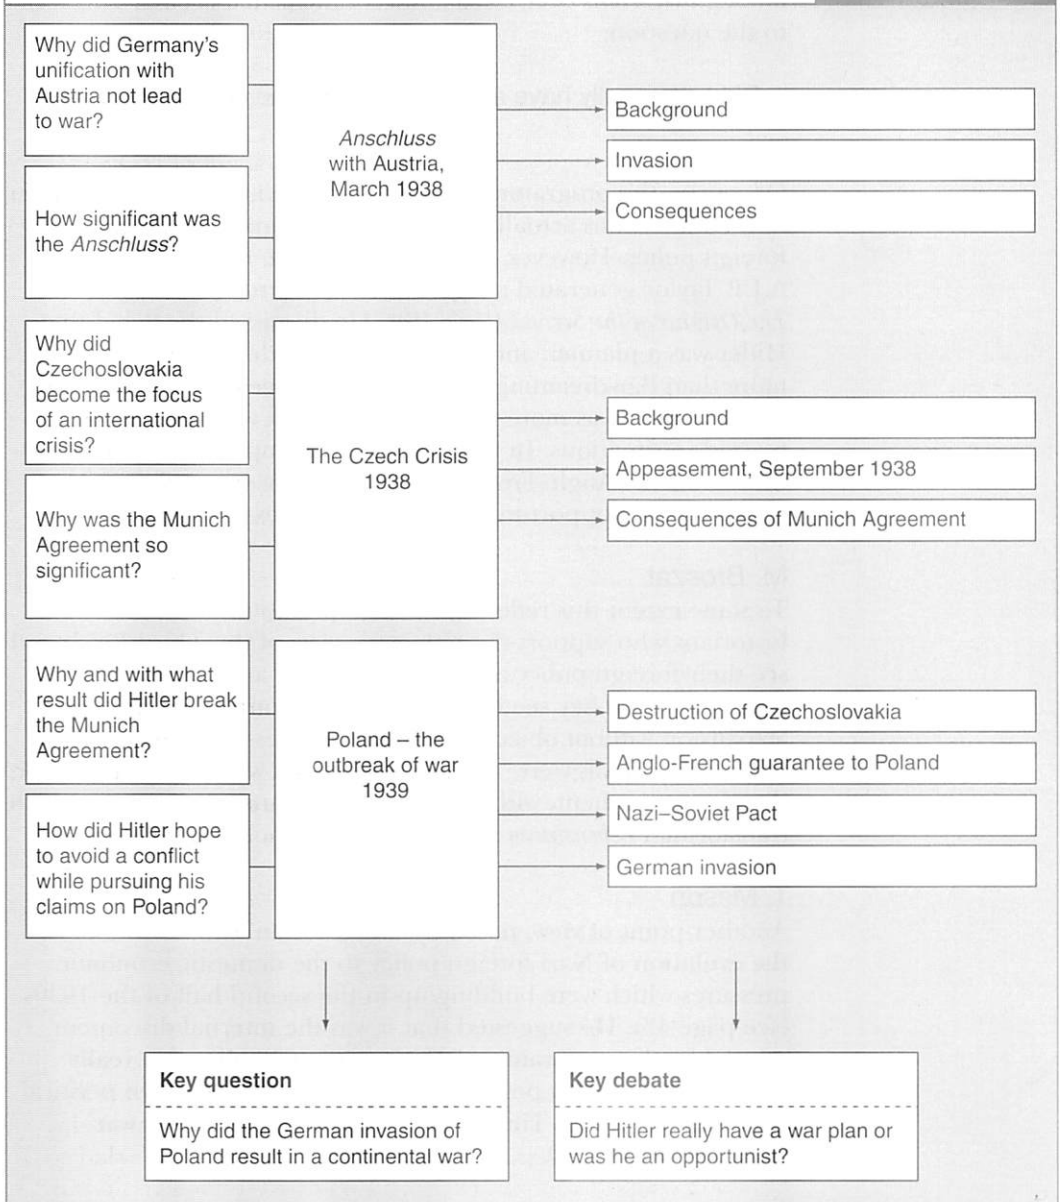 Why did Germany's
unification with
Austria not lead
to war?
How significant was
the Anschluss?
Anschluss
with Austria,
March 1938
Background
Invasion
Consequences
Why did
Czechoslovakia
become the focus
of an international
crisis?
Why was the Munich
Agreement so
significant?
The Czech Crisis
1938
Background
Appeasement, September 1938
Consequences of Munich Agreement
Why and with what
result did Hitler break
the Munich
Agreement?
How did Hitler hope
to avoid a conflict
while pursuing his
claims on Poland?
Poland – the
outbreak of war
1939
Destruction of Czechoslovakia
Anglo-French guarantee to Poland
Nazi–Soviet Pact
German invasion
Key question
Why did the German invasion of
Poland result in a continental war?
Key debate
Did Hitler really have a war plan or
was he an opportunist?